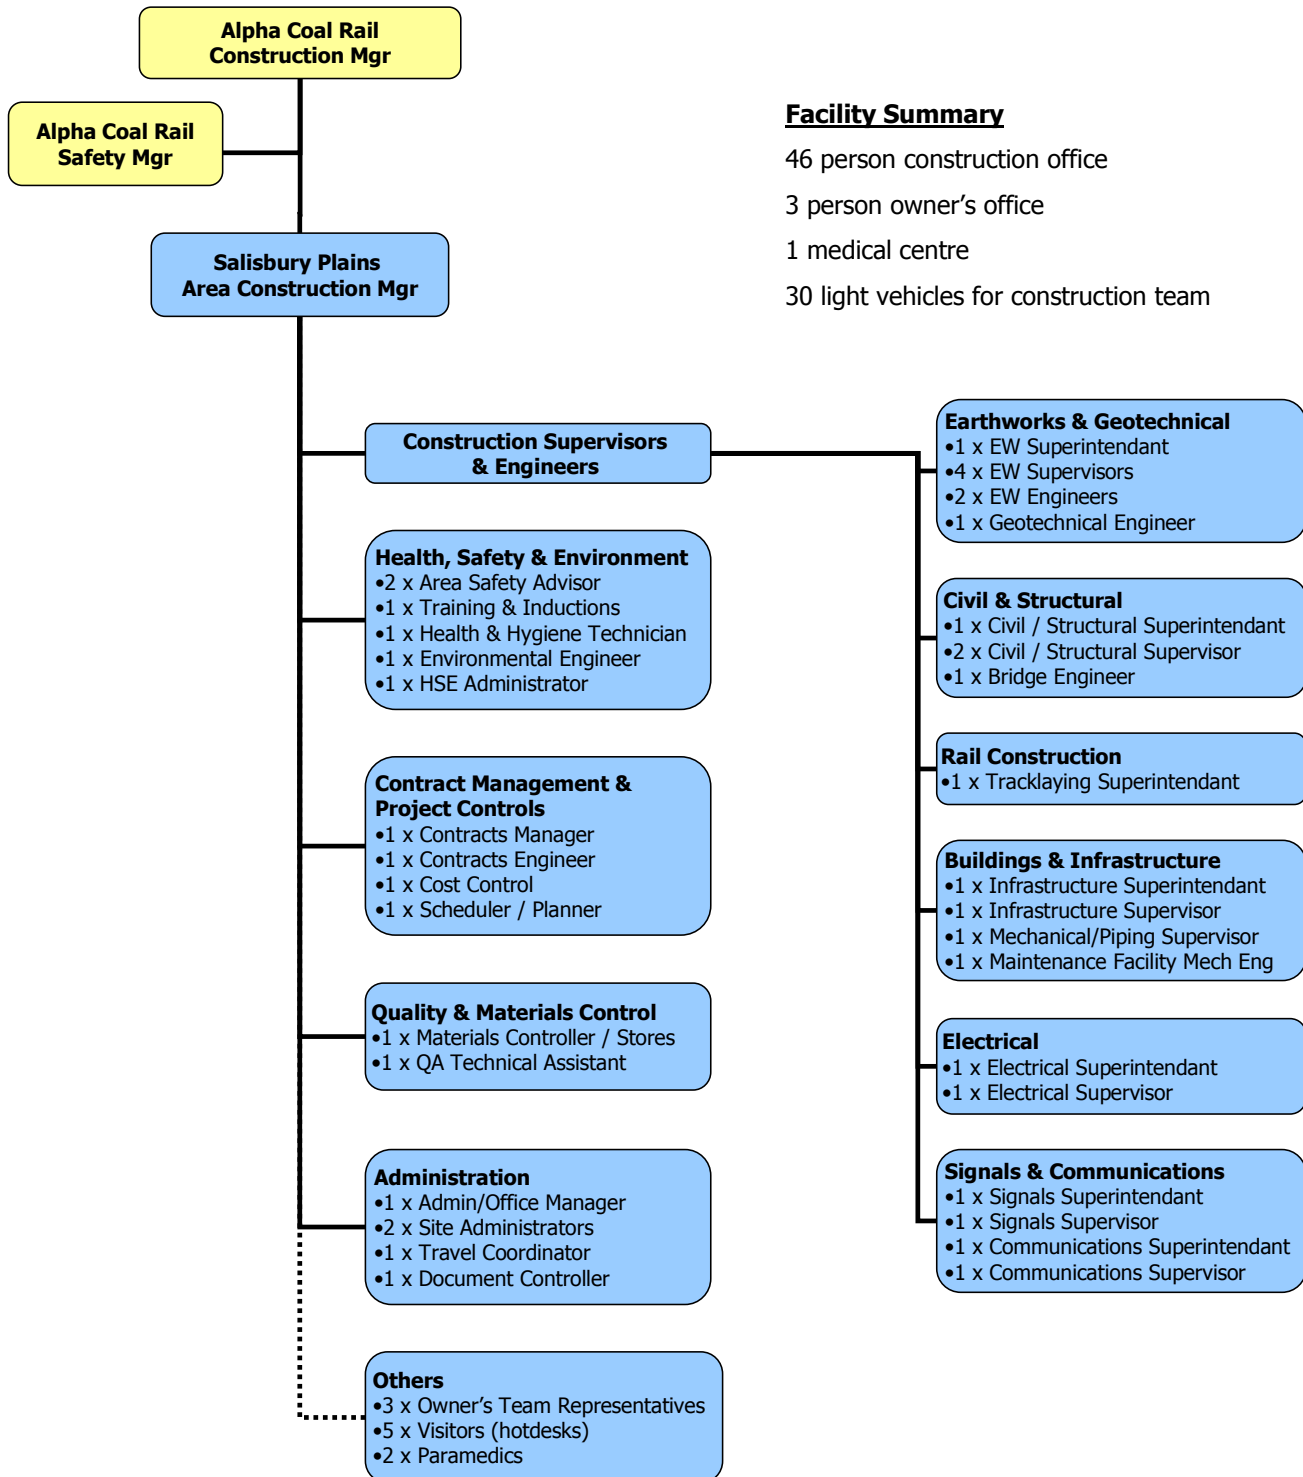 Alpha Coal Rail
Construction Mgr
Alpha Coal Rail
Safety Mgr
Salisbury Plains
Area Construction Mgr
Facility Summary
46 person construction office
3 person owner’s office
1 medical centre
30 light vehicles for construction team
Construction Supervisors
& Engineers
Health, Safety & Environment
•2 x Area Safety Advisor
•1 x Training & Inductions
•1 x Health & Hygiene Technician
•1 x Environmental Engineer
•1 x HSE Administrator
Contract Management &
Project Controls
•1 x Contracts Manager
•1 x Contracts Engineer
•1 x Cost Control
•1 x Scheduler / Planner
Quality & Materials Control
•1 x Materials Controller / Stores
•1 x QA Technical Assistant
Administration
•1 x Admin/Office Manager
•2 x Site Administrators
•1 x Travel Coordinator
•1 x Document Controller
Others
•3 x Owner’s Team Representatives
•5 x Visitors (hotdesks)
•2 x Paramedics
Earthworks & Geotechnical
•1 x EW Superintendant
•4 x EW Supervisors
•2 x EW Engineers
•1 x Geotechnical Engineer
Civil & Structural
•1 x Civil / Structural Superintendant
•2 x Civil / Structural Supervisor
•1 x Bridge Engineer
Rail Construction
•1 x Tracklaying Superintendant
Buildings & Infrastructure
•1 x Infrastructure Superintendant
•1 x Infrastructure Supervisor
•1 x Mechanical/Piping Supervisor
•1 x Maintenance Facility Mech Eng
Electrical
•1 x Electrical Superintendant
•1 x Electrical Supervisor
Signals & Communications
•1 x Signals Superintendant
•1 x Signals Supervisor
•1 x Communications Superintendant
•1 x Communications Supervisor